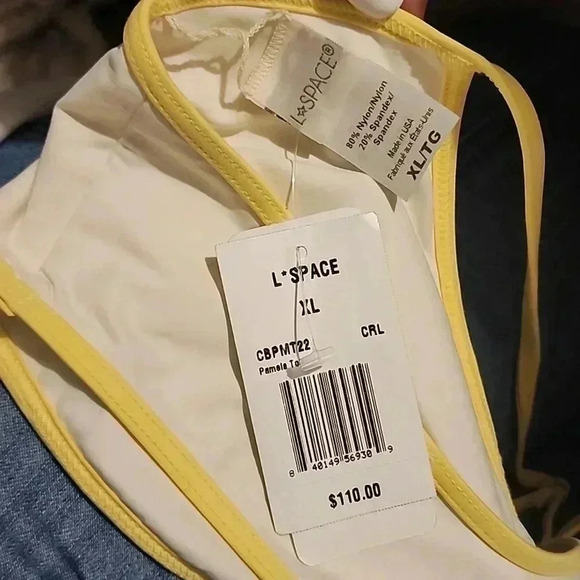 L*SPACE®
80% Nylon/Nylon
20% Spandex/
Spandex
Made in USA
Fabriqué aux États-Unis
XL/TG
L*SPACE
XL
CBPMT22 CRL
Pamela To
8 40149 56930 9
$110.00